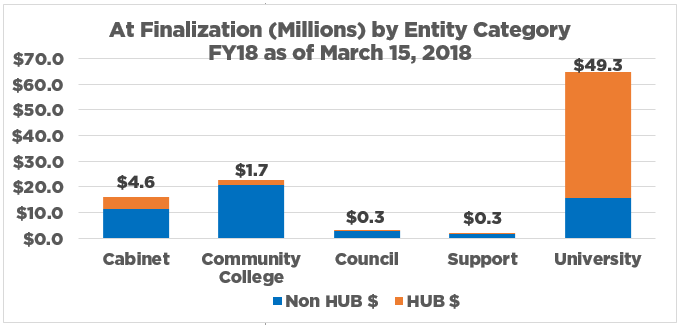 At Finalization (Millions) by Entity Category
FY18 as of March 15, 2018
$70.0
$60.0
$50.0
$40.0
$30.0
$20.0
$10.0
$0.0
$4.6
$1.7
$0.3
$0.3
$49.3
Cabinet
Community
College
Council
Support
University
Non HUB $
HUB $